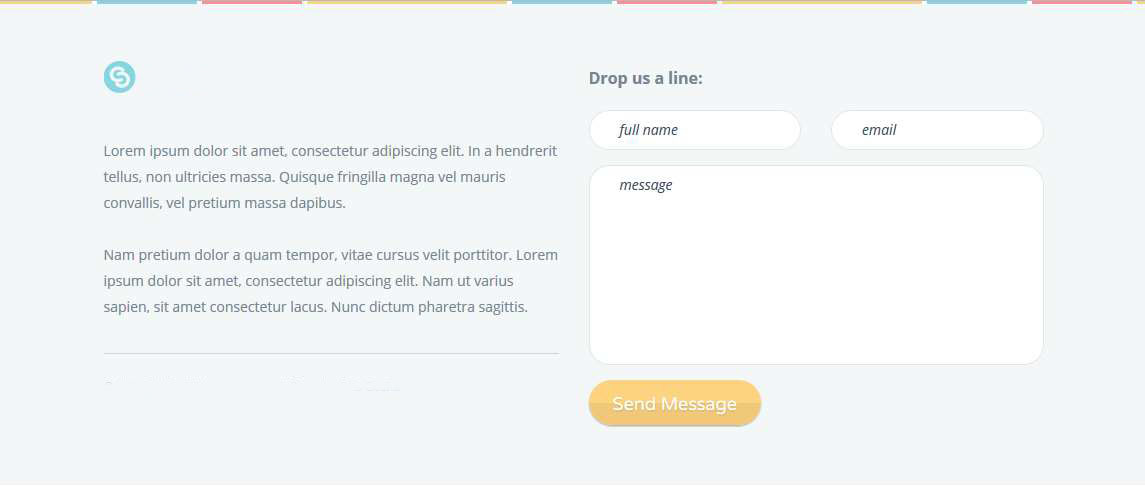 Lorem ipsum dolor sit amet, consectetur adipiscing elit. In a hendrerit
tellus, non ultricies massa. Quisque fringilla magna vel mauris
convallis, vel pretium massa dapibus.
Nam pretium dolor a quam tempor, vitae cursus velit porttitor. Lorem
ipsum dolor sit amet, consectetur adipiscing elit. Nam ut varius
sapien, sit amet consectetur lacus. Nunc dictum pharetra sagittis.
Drop us a line:
full name
email
message
Send Message